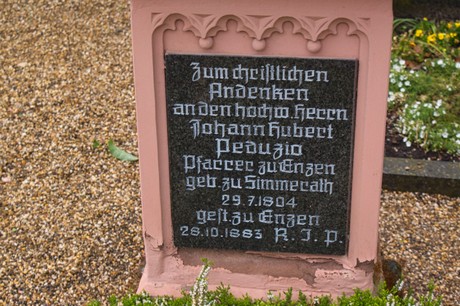 Zum christlichen
Andenken
an den hochw. Herrn
Johann Hubert
Peduzio
Pfarrer zu Enzen
geb. zu Simmerath
29.7.1804
gest. zu Enzen
28.10.1883 R.I.P.